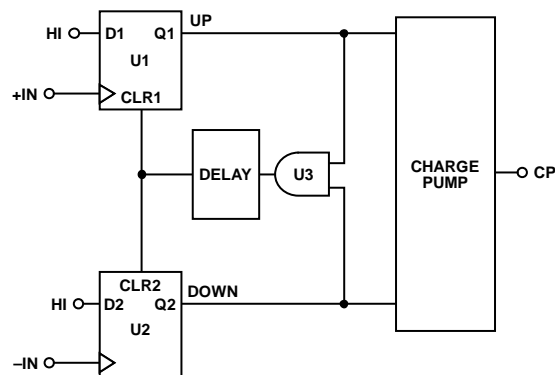 HI D1 Q1 UP
U1
+IN CLR1
DELAY U3 CHARGE PUMP CP
CLR2 DOWN
HI D2 Q2
U2
–IN